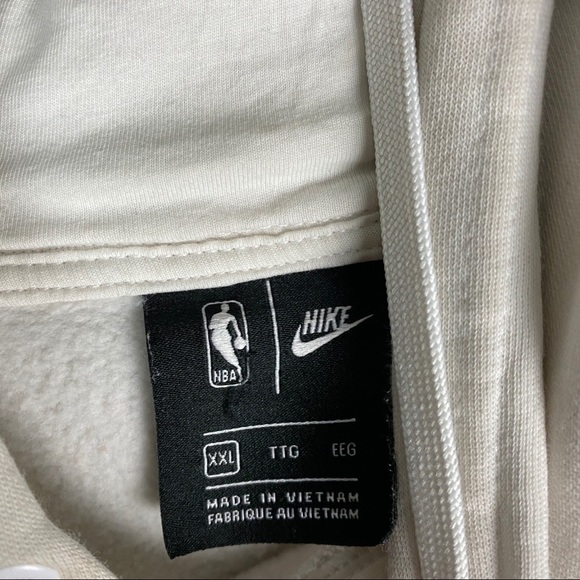 NBA NIKE
XXL TTG EEG
MADE IN VIETNAM
FABRIQUE AU VIETNAM